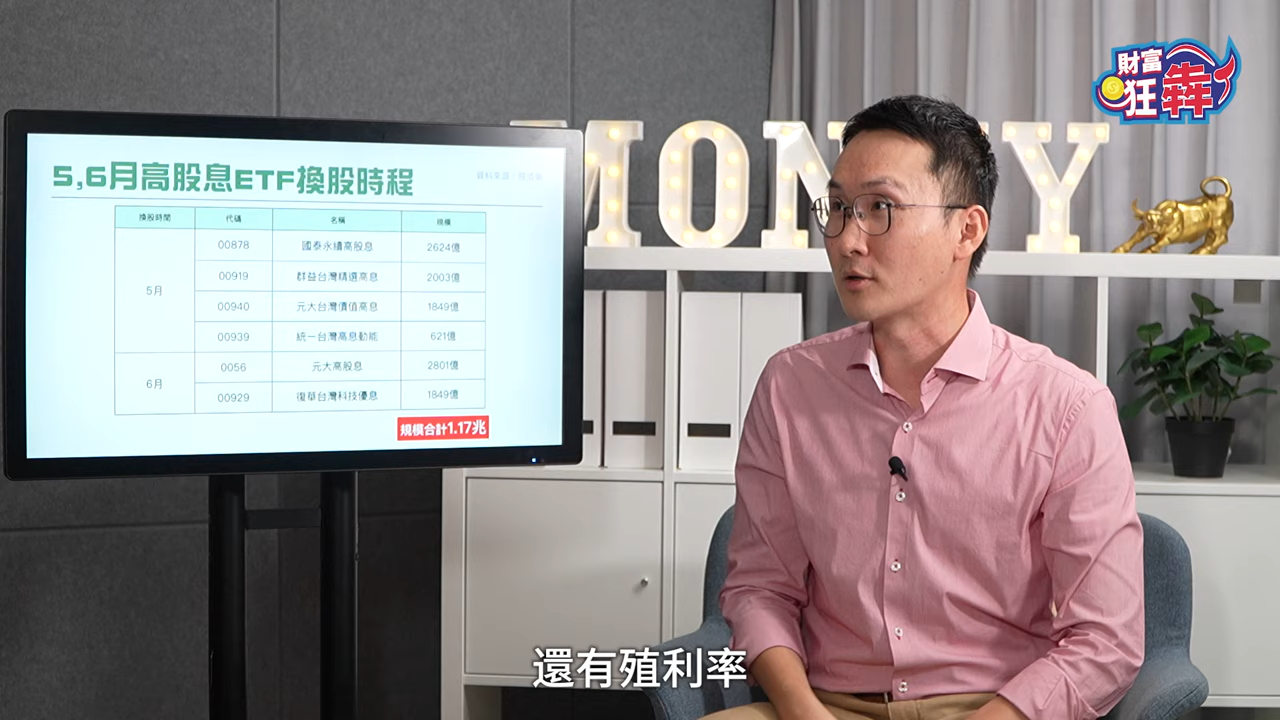 財富
狂犇
MONEY
5,6月高股息ETF換股時程
換股時間 代碼 名稱 規模
5月
00878 國泰永續高股息 2624億
00919 群益台灣精選高息 2003億
00940 元大台灣價值高息 1849億
00939 統一台灣高息動能 621億
6月
0056 元大高股息 2801億
00929 復華台灣科技優息 1849億
規模合計1.17兆
還有殖利率